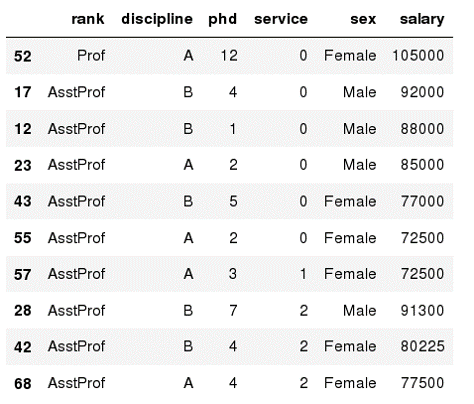 rank discipline phd service sex salary
52 Prof A 12 0 Female 105000
17 AsstProf B 4 0 Male 92000
12 AsstProf B 1 0 Male 88000
23 AsstProf A 2 0 Male 85000
43 AsstProf B 5 0 Female 77000
55 AsstProf A 2 0 Female 72500
57 AsstProf A 3 1 Female 72500
28 AsstProf B 7 2 Male 91300
42 AsstProf B 4 2 Female 80225
68 AsstProf A 4 2 Female 77500